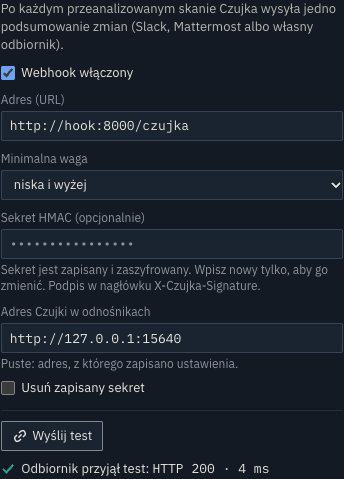 Po każdym przeanalizowanym skanie Czujka wysyła jedno
podsumowanie zmian (Slack, Mattermost albo własny
odbiornik).
Webhook włączony
Adres (URL)
http://hook:8000/czujka
Minimalna waga
niska i wyżej
Sekret HMAC (opcjonalnie)
••••••••••••••••
Sekret jest zapisany i zaszyfrowany. Wpisz nowy tylko, aby go
zmienić. Podpis w nagłówku X-Czujka-Signature.
Adres Czujki w odnośnikach
http://127.0.0.1:15640
Puste: adres, z którego zapisano ustawienia.
Usuń zapisany sekret
Wyślij test
Odbiornik przyjął test: HTTP 200 · 4 ms